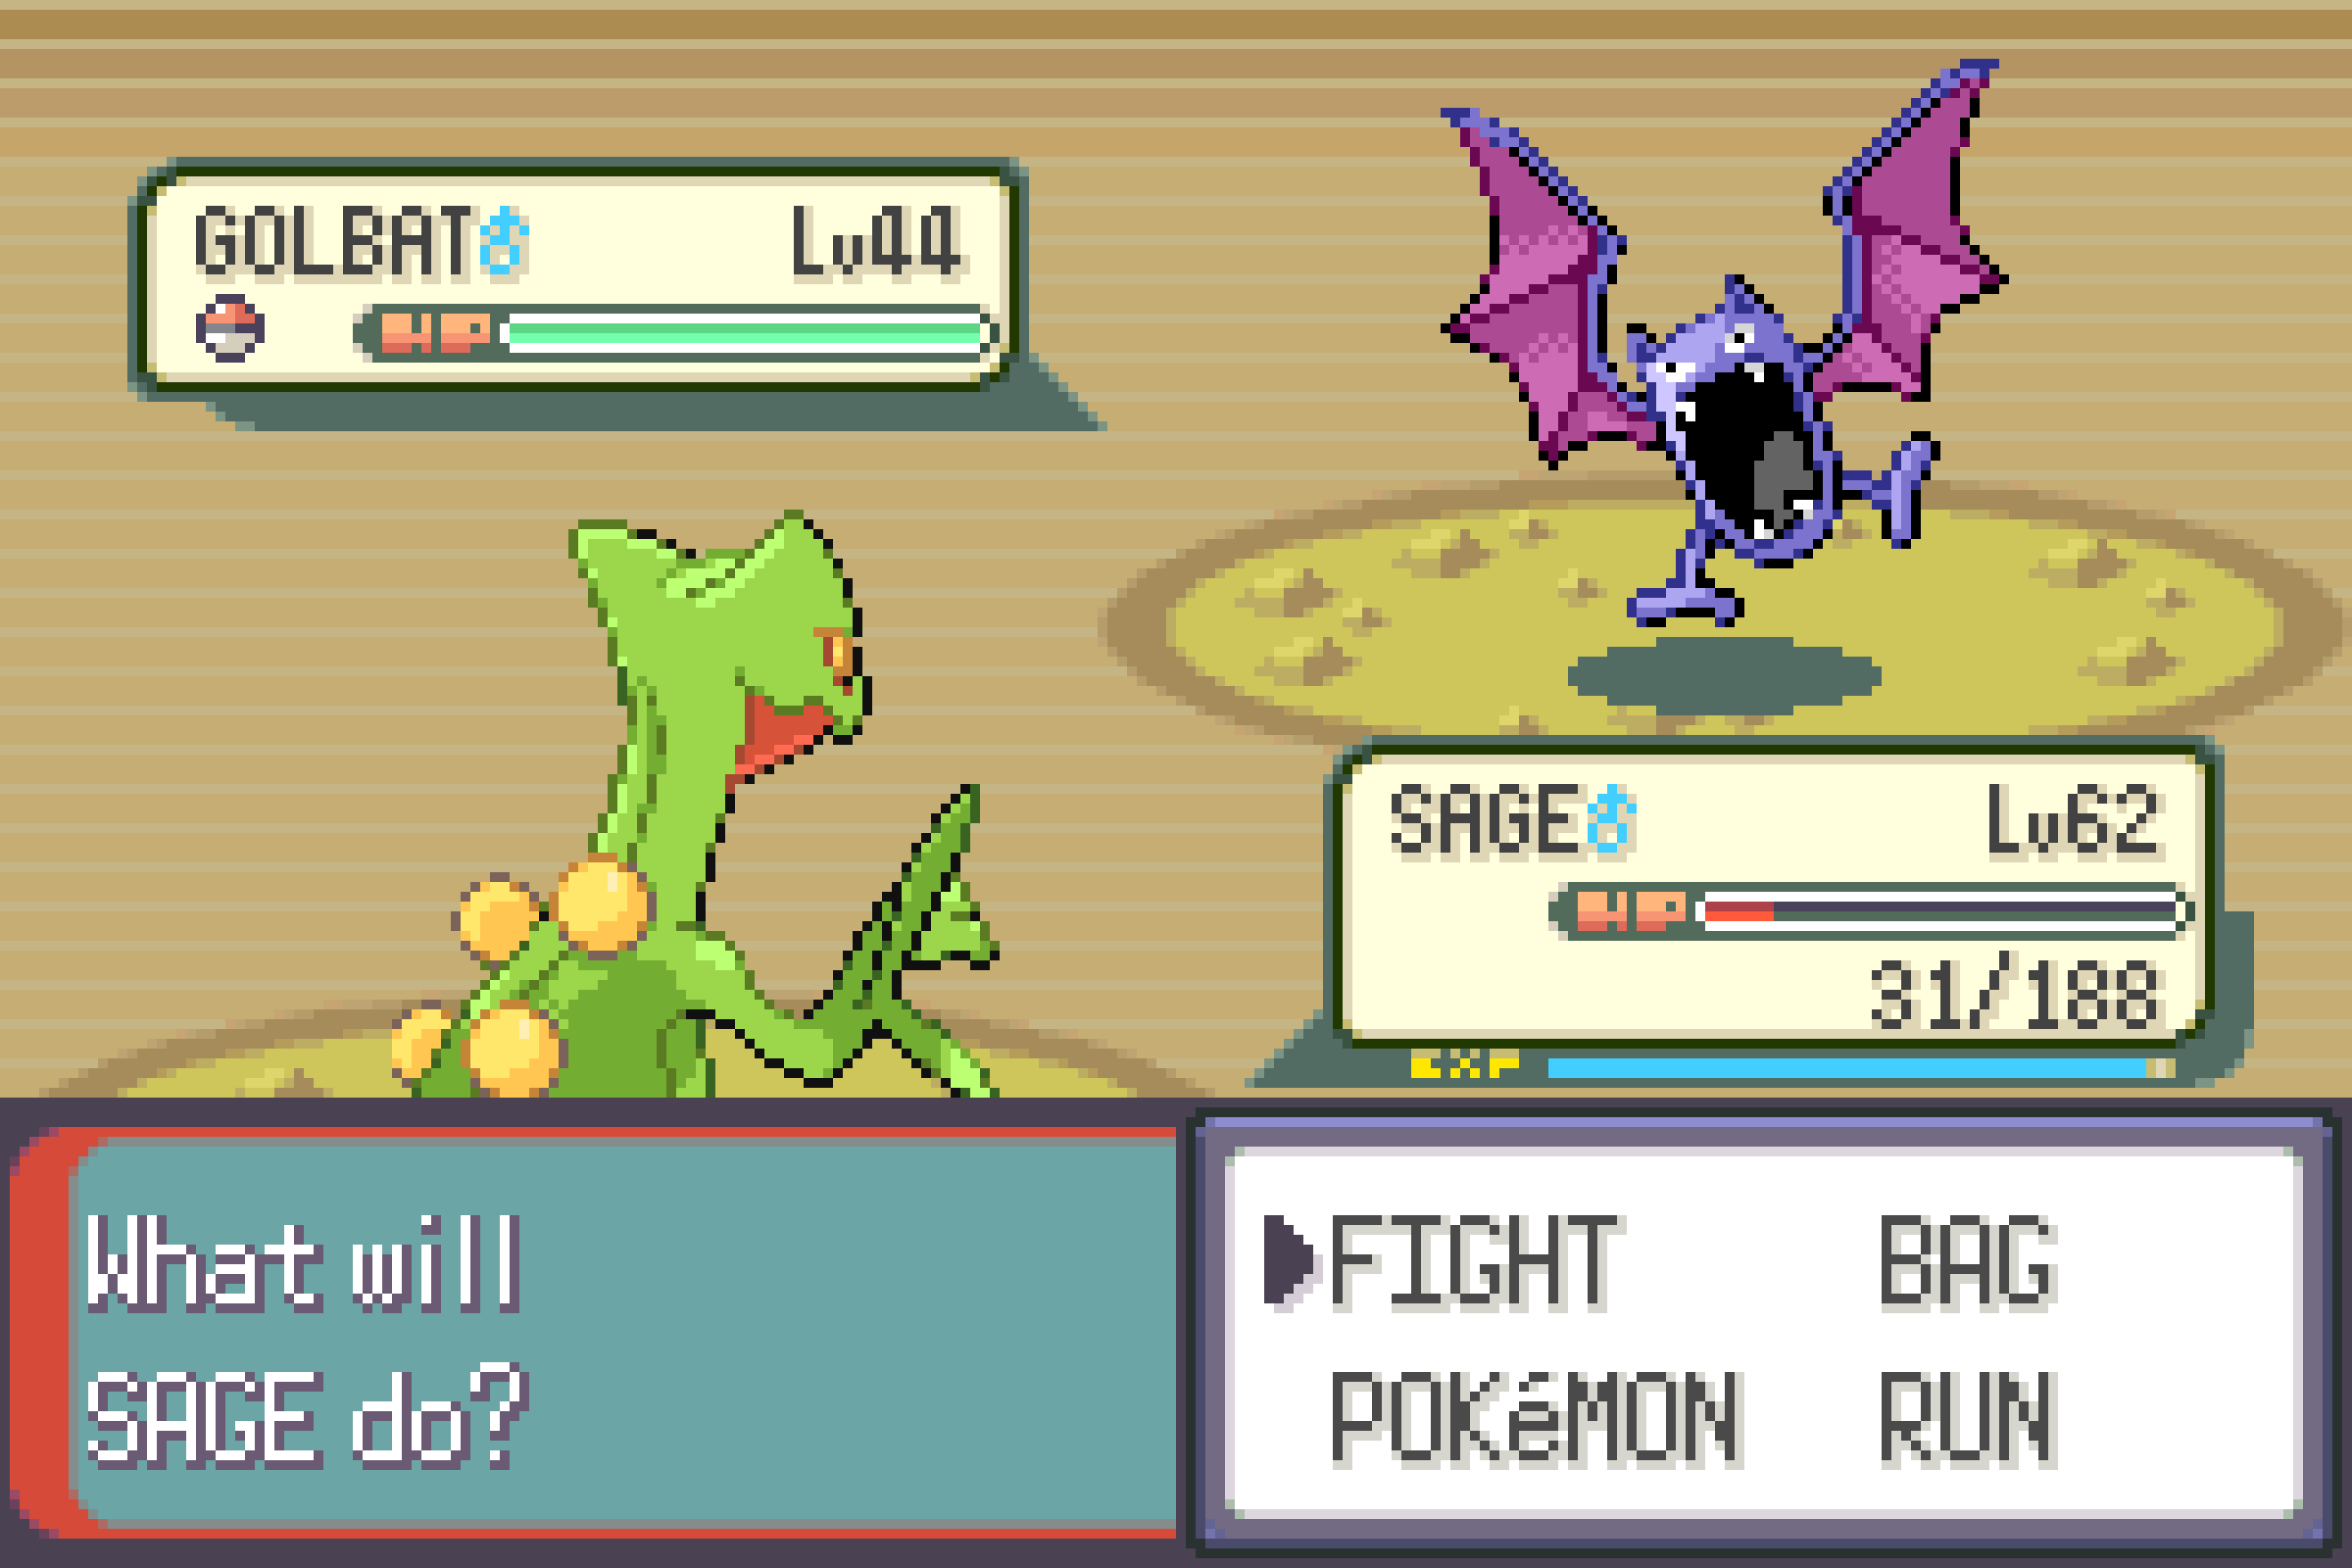 GOLBAT♂ Lv44
HP
SAGE♂ Lv62
HP
31/188
EXP
What will
SAGE do?
FIGHT BAG
POKéMON RUN